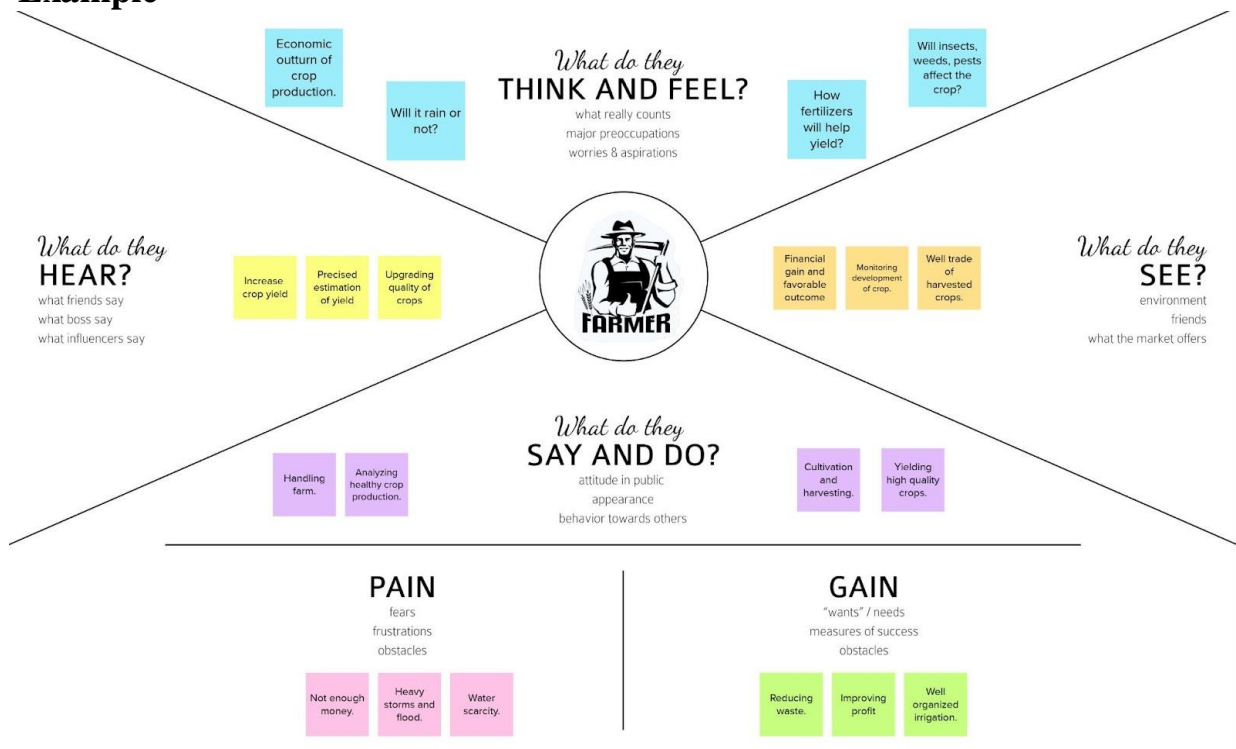 Example
What do they
THINK AND FEEL?
what really counts
major preoccupations
worries & aspirations
Economic
outturn of
crop
production.
Will it rain or
not?
How
fertilizers
will help
yield?
Will insects,
weeds, pests
affect the
crop?
What do they
HEAR?
what friends say
what boss say
what influencers say
Increase
crop yield
Precised
estimation
of yield
Upgrading
quality of
crops
FARMER
Financial
gain and
favorable
outcome
Monitoring
development
of crop.
Well trade
of
harvested
crops.
What do they
SEE?
environment
friends
what the market offers
What do they
SAY AND DO?
attitude in public
appearance
behavior towards others
Handling
farm.
Analyzing
healthy crop
production.
Cultivation
and
harvesting.
Yielding
high quality
crops.
PAIN
fears
frustrations
obstacles
Not enough
money.
Heavy
storms and
flood.
Water
scarcity.
GAIN
"wants" / needs
measures of success
obstacles
Reducing
waste.
Improving
profit
Well
organized
irrigation.